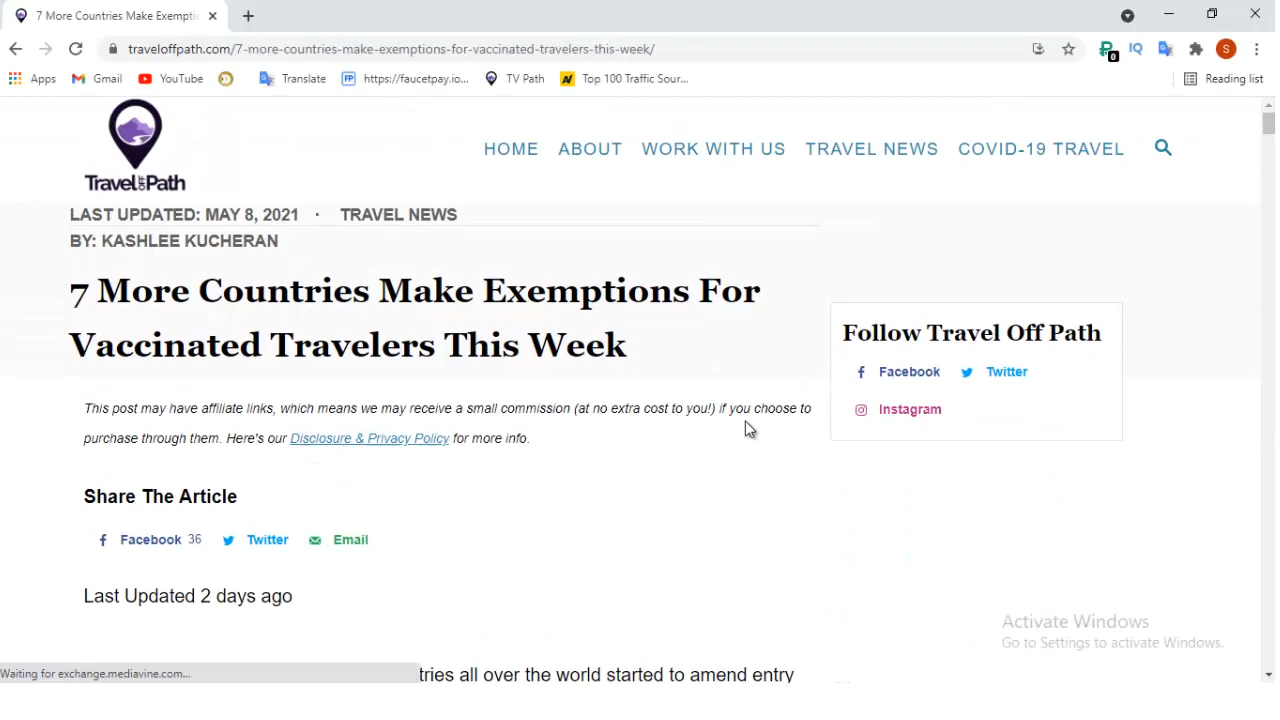 7 More Countries Make Exemptio
traveloffpath.com/7-more-countries-make-exemptions-for-vaccinated-travelers-this-week/
0
IQ
S
Apps
Gmail
YouTube
Translate
FP
https://faucetpay.io...
TV Path
Top 100 Traffic Sour...
Reading list
Travel Off Path
HOME
ABOUT
WORK WITH US
TRAVEL NEWS
COVID-19 TRAVEL
LAST UPDATED: MAY 8, 2021 · TRAVEL NEWS
BY: KASHLEE KUCHERAN
7 More Countries Make Exemptions For
Vaccinated Travelers This Week
This post may have affiliate links, which means we may receive a small commission (at no extra cost to you!) if you choose to
purchase through them. Here's our Disclosure & Privacy Policy for more info.
Share The Article
Facebook 36
Twitter
Email
Last Updated 2 days ago
tries all over the world started to amend entry
Follow Travel Off Path
Facebook
Twitter
Instagram
Activate Windows
Go to Settings to activate Windows.
Waiting for exchange.mediavine.com...